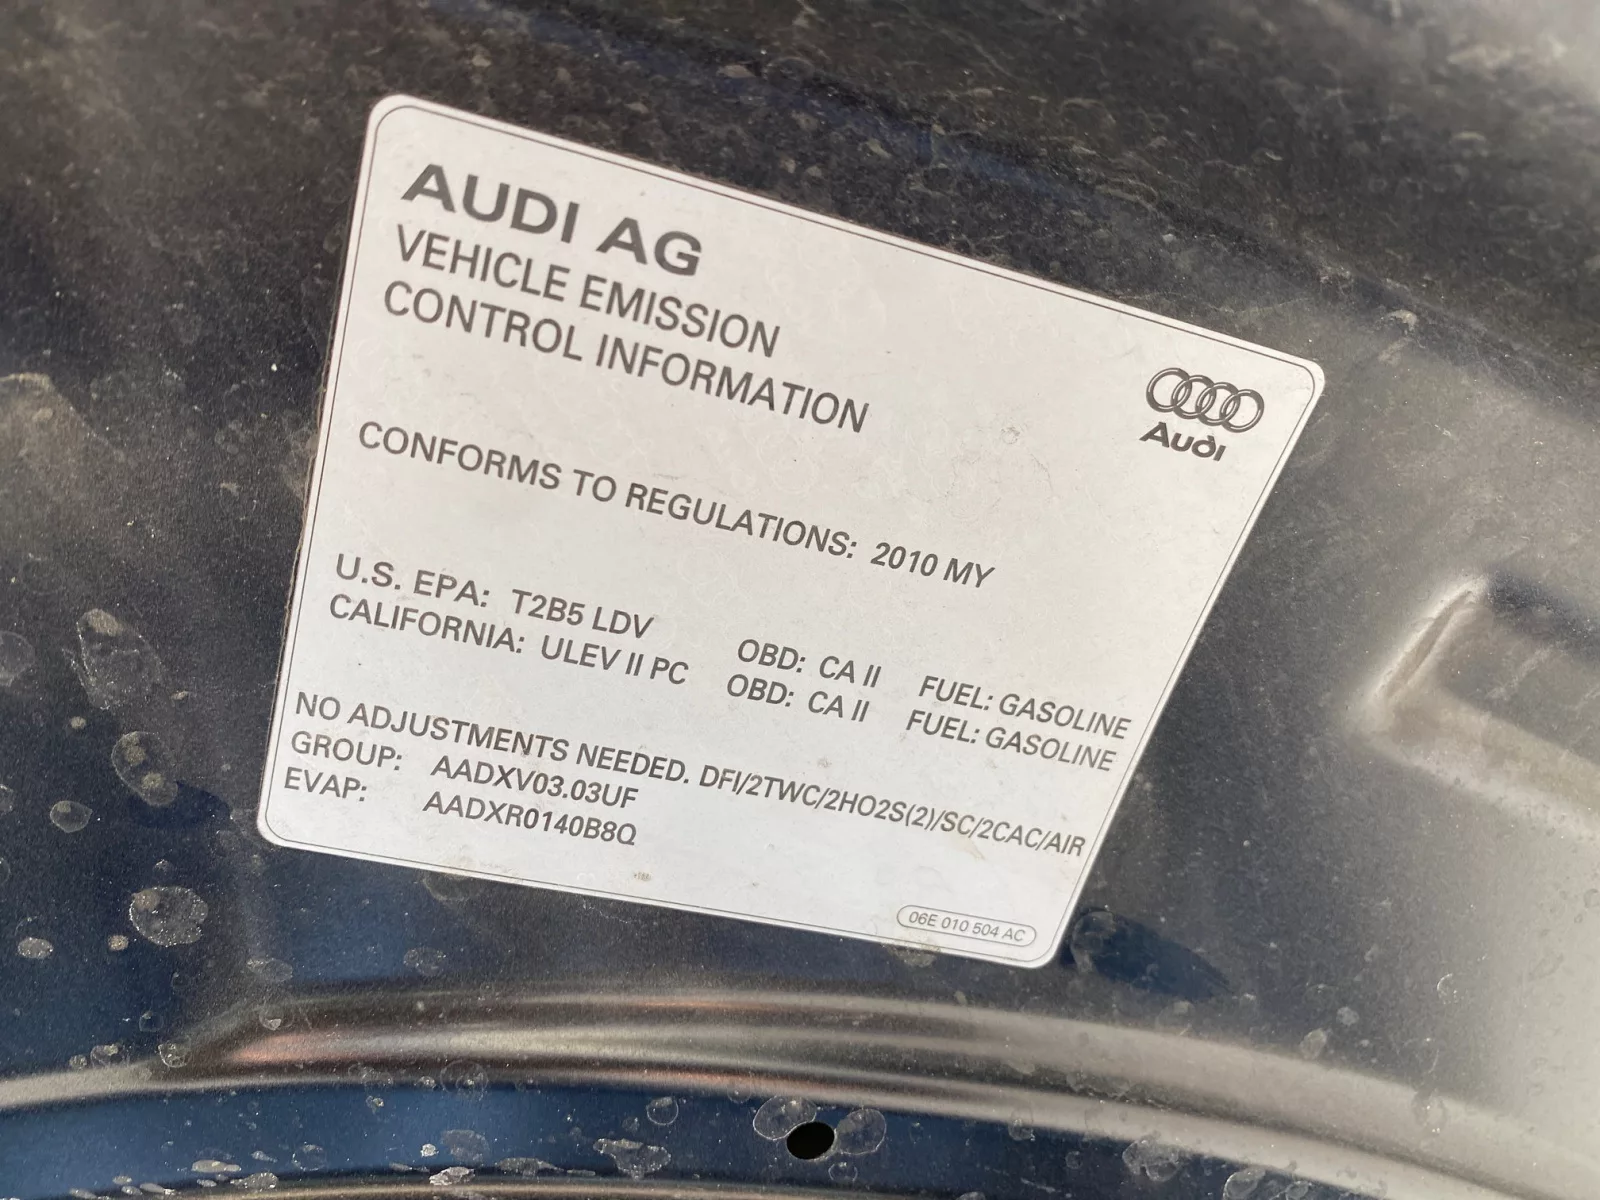 AUDI AG
VEHICLE EMISSION
CONTROL INFORMATION
Audi
CONFORMS TO REGULATIONS: 2010 MY
U.S. EPA: T2B5 LDV OBD: CA II FUEL: GASOLINE
CALIFORNIA: ULEV II PC OBD: CA II FUEL: GASOLINE
NO ADJUSTMENTS NEEDED. DFI/2TWC/2HO2S(2)/SC/2CAC/AIR
GROUP: AADXV03.03UF
EVAP: AADXR0140B8Q
06E 010 504 AC